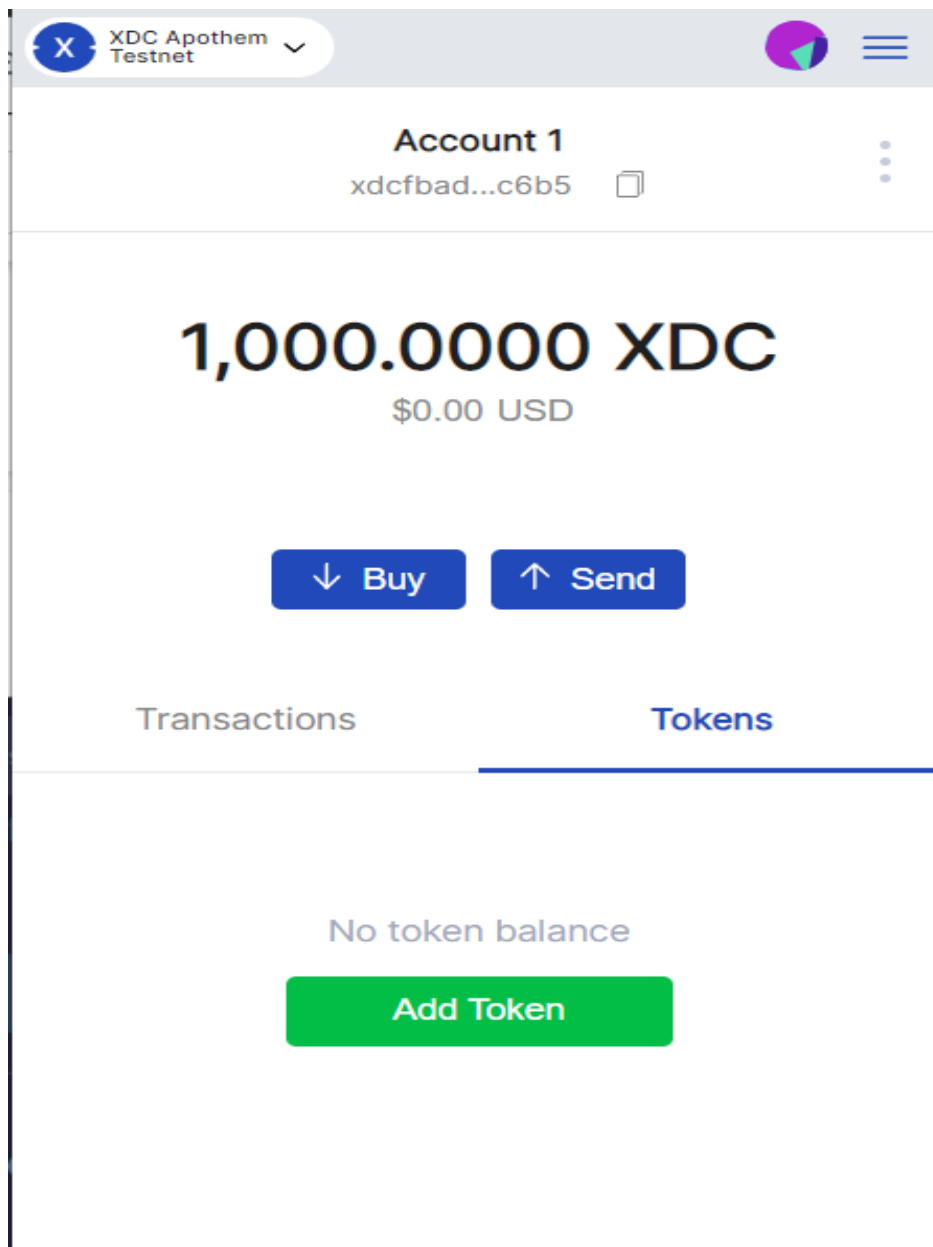 X
XDC Apothem
Testnet
Account 1
xdcfbad...c6b5
1,000.0000 XDC
$0.00 USD
↓ Buy
↑ Send
Transactions
Tokens
No token balance
Add Token